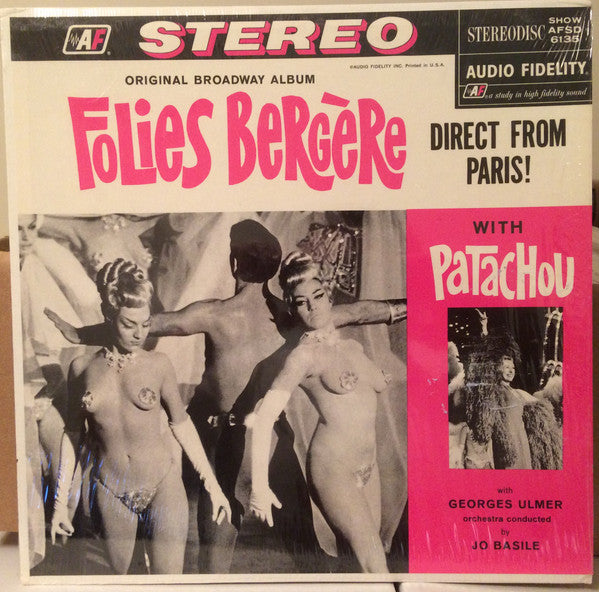 AF
STEREO
STEREODISC
SHOW
AFSD
6135
©AUDIO FIDELITY INC. Printed in U.S.A.
AUDIO FIDELITY
AF ...a study in high fidelity sound
ORIGINAL BROADWAY ALBUM
FOLieS BeRGèRe
DIRECT FROM
PARIS!
WITH
PaTaCHOU
with
GEORGES ULMER
orchestra conducted
by
JO BASILE